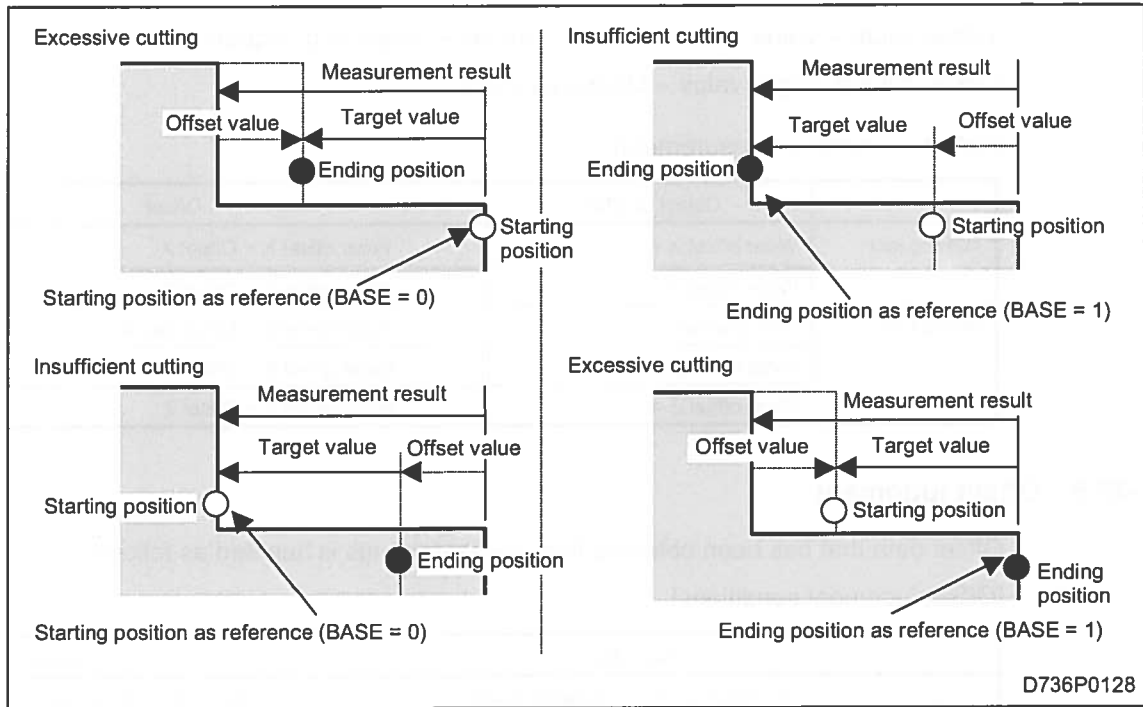 Excessive cutting
Measurement result
Offset value
Target value
Ending position
Starting
position
Starting position as reference (BASE = 0)
Insufficient cutting
Measurement result
Target value
Offset value
Ending position
Starting
position
Ending position as reference (BASE = 1)
Insufficient cutting
Measurement result
Target value
Offset value
Starting position
Ending position
Starting position as reference (BASE = 0)
Excessive cutting
Measurement result
Offset value
Target value
Starting position
Ending
position
Ending position as reference (BASE = 1)
D736P0128